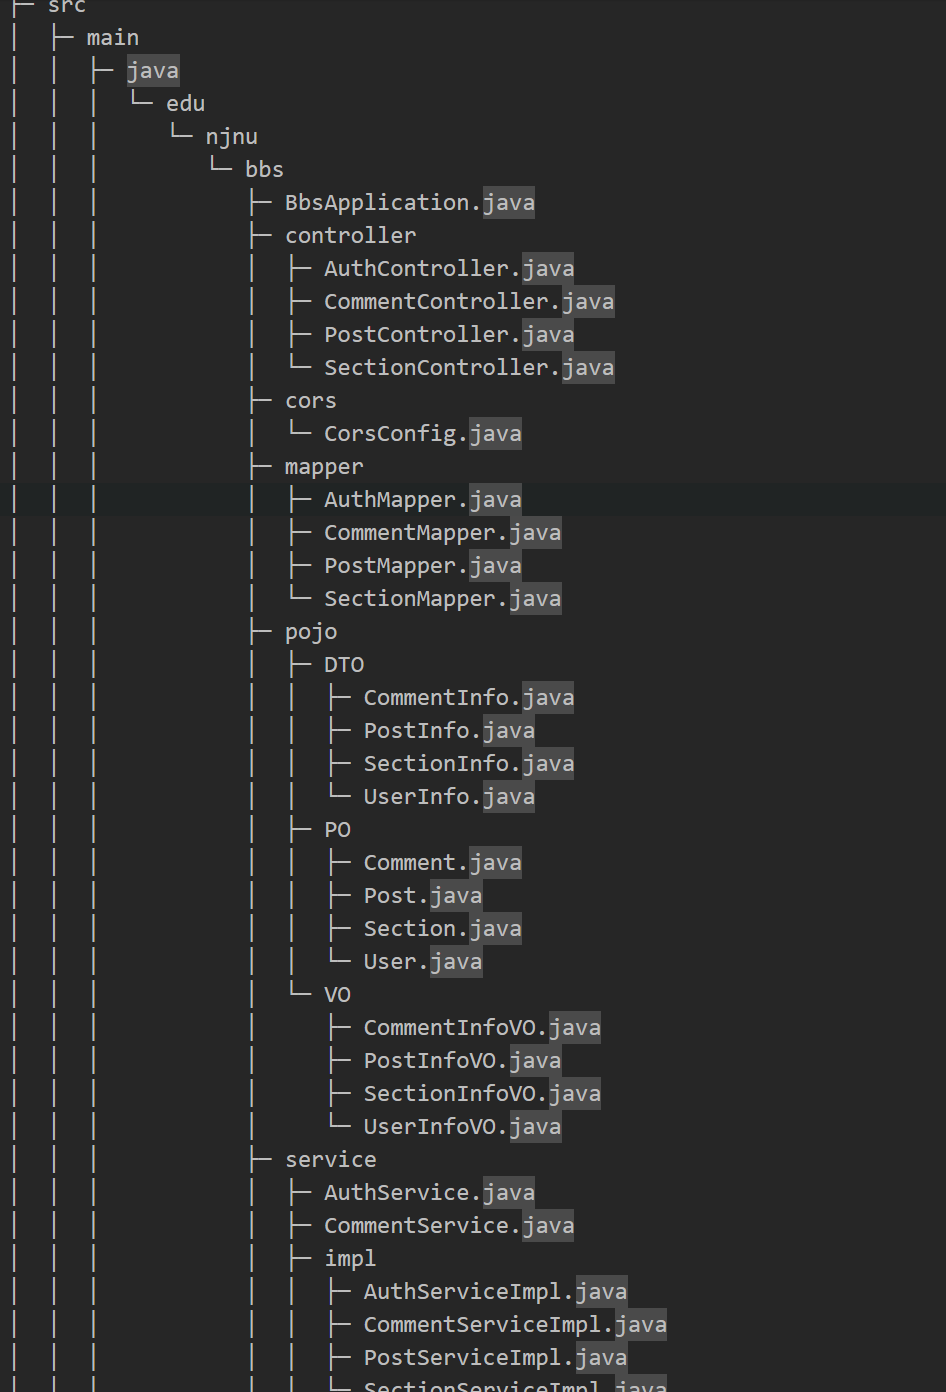 ├─ src
│  ├─ main
│  │  ├─ java
│  │  │  └─ edu
│  │  │     └─ njnu
│  │  │        └─ bbs
│  │  │           ├─ BbsApplication.java
│  │  │           ├─ controller
│  │  │           │  ├─ AuthController.java
│  │  │           │  ├─ CommentController.java
│  │  │           │  ├─ PostController.java
│  │  │           │  └─ SectionController.java
│  │  │           ├─ cors
│  │  │           │  └─ CorsConfig.java
│  │  │           ├─ mapper
│  │  │           │  ├─ AuthMapper.java
│  │  │           │  ├─ CommentMapper.java
│  │  │           │  ├─ PostMapper.java
│  │  │           │  └─ SectionMapper.java
│  │  │           ├─ pojo
│  │  │           │  ├─ DTO
│  │  │           │  │  ├─ CommentInfo.java
│  │  │           │  │  ├─ PostInfo.java
│  │  │           │  │  ├─ SectionInfo.java
│  │  │           │  │  └─ UserInfo.java
│  │  │           │  ├─ PO
│  │  │           │  │  ├─ Comment.java
│  │  │           │  │  ├─ Post.java
│  │  │           │  │  ├─ Section.java
│  │  │           │  │  └─ User.java
│  │  │           │  └─ VO
│  │  │           │     ├─ CommentInfoVO.java
│  │  │           │     ├─ PostInfoVO.java
│  │  │           │     ├─ SectionInfoVO.java
│  │  │           │     └─ UserInfoVO.java
│  │  │           ├─ service
│  │  │           │  ├─ AuthService.java
│  │  │           │  ├─ CommentService.java
│  │  │           │  ├─ impl
│  │  │           │  │  ├─ AuthServiceImpl.java
│  │  │           │  │  ├─ CommentServiceImpl.java
│  │  │           │  │  ├─ PostServiceImpl.java
│  │  │           │  │  └─ SectionServiceImpl.java